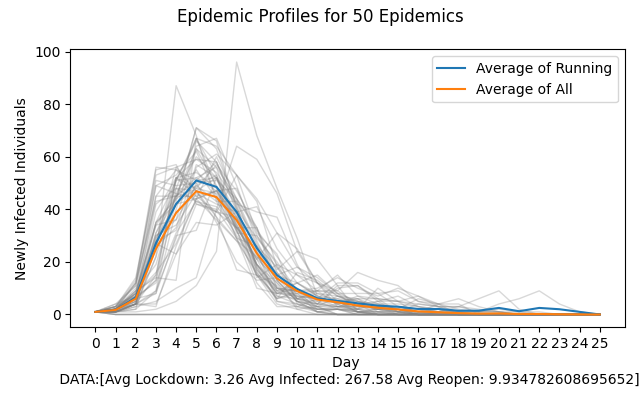 Epidemic Profiles for 50 Epidemics
Newly Infected Individuals
100
80
60
40
20
0
Average of Running
Average of All
0 1 2 3 4 5 6 7 8 9 10 11 12 13 14 15 16 17 18 19 20 21 22 23 24 25
Day
DATA:[Avg Lockdown: 3.26 Avg Infected: 267.58 Avg Reopen: 9.934782608695652]